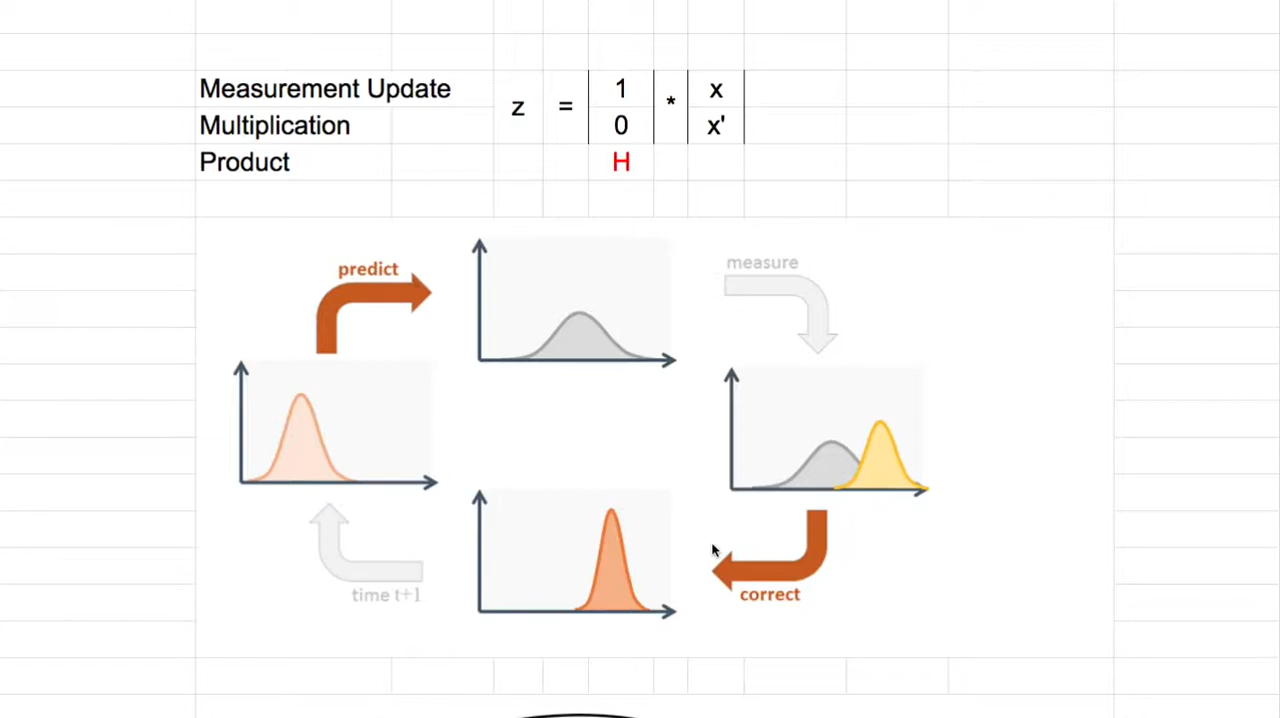 Measurement Update
Multiplication
Product
z = 1 * x
0 x'
H
predict
measure
time t+1
correct